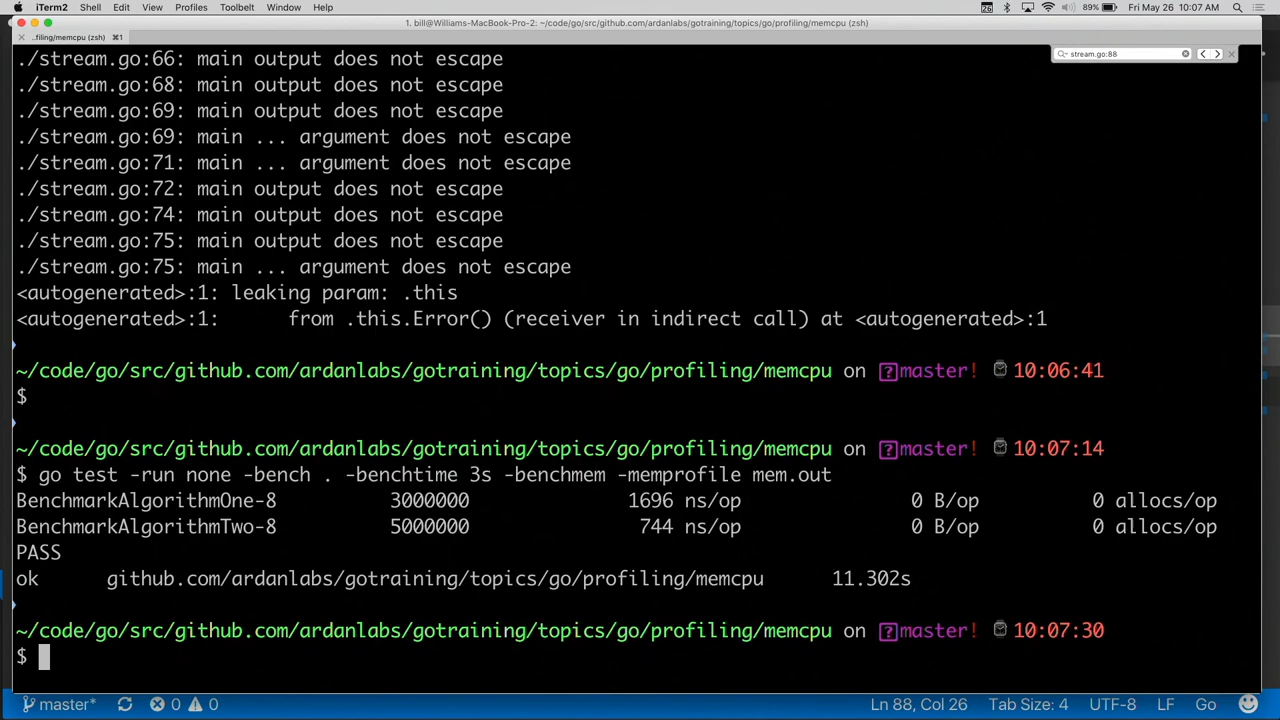 iTerm2 Shell Edit View Profiles Toolbelt Window Help 24 89% Fri May 26 10:07 AM
1. bill@Williams-MacBook-Pro-2: ~/code/go/src/github.com/ardanlabs/gotraining/topics/go/profiling/memcpu (zsh)
..filing/memcpu (zsh) ⌘1
stream.go:88
./stream.go:66: main output does not escape
./stream.go:68: main output does not escape
./stream.go:69: main output does not escape
./stream.go:69: main ... argument does not escape
./stream.go:71: main ... argument does not escape
./stream.go:72: main output does not escape
./stream.go:74: main output does not escape
./stream.go:75: main output does not escape
./stream.go:75: main ... argument does not escape
<autogenerated>:1: leaking param: .this
<autogenerated>:1: from .this.Error() (receiver in indirect call) at <autogenerated>:1
~/code/go/src/github.com/ardanlabs/gotraining/topics/go/profiling/memcpu on ?master! 10:06:41
$
~/code/go/src/github.com/ardanlabs/gotraining/topics/go/profiling/memcpu on ?master! 10:07:14
$ go test -run none -bench . -benchtime 3s -benchmem -memprofile mem.out
BenchmarkAlgorithmOne-8 3000000 1696 ns/op 0 B/op 0 allocs/op
BenchmarkAlgorithmTwo-8 5000000 744 ns/op 0 B/op 0 allocs/op
PASS
ok github.com/ardanlabs/gotraining/topics/go/profiling/memcpu 11.302s
~/code/go/src/github.com/ardanlabs/gotraining/topics/go/profiling/memcpu on ?master! 10:07:30
$
master* 0 0 Ln 88, Col 26 Tab Size: 4 UTF-8 LF Go